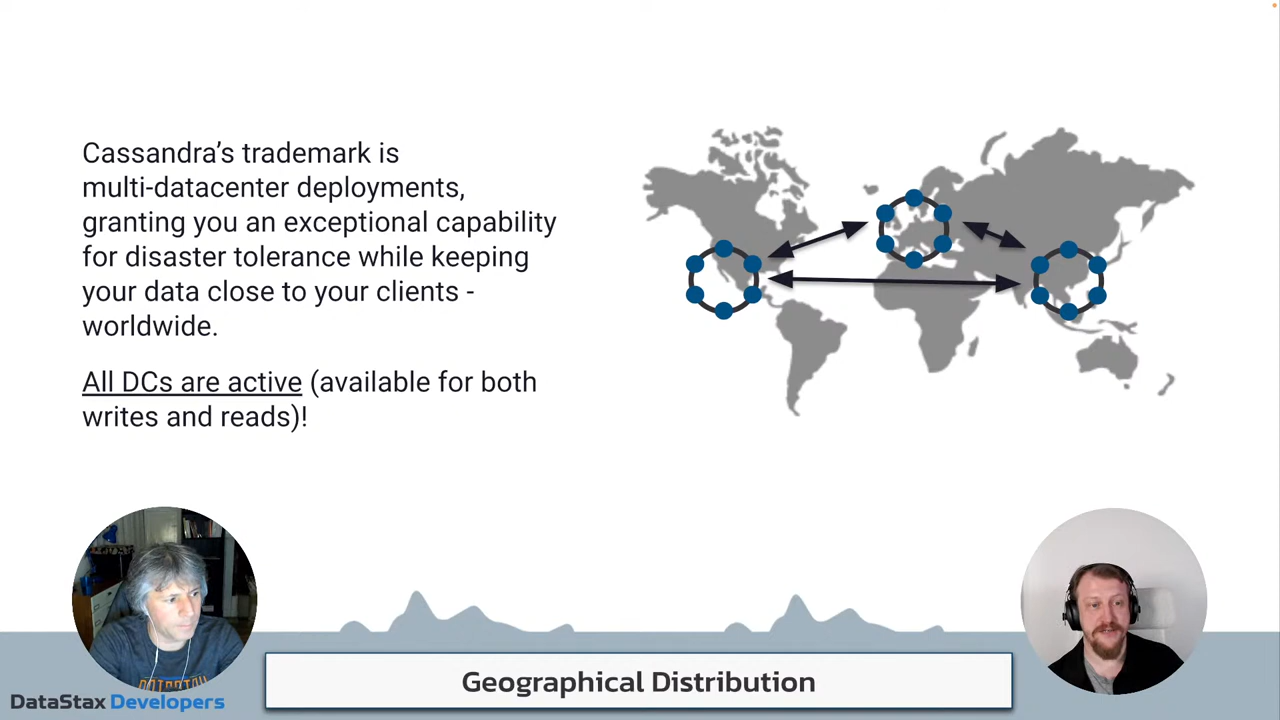 Cassandra’s trademark is
multi-datacenter deployments,
granting you an exceptional capability
for disaster tolerance while keeping
your data close to your clients -
worldwide.
All DCs are active (available for both
writes and reads)!
Geographical Distribution
DataStax Developers